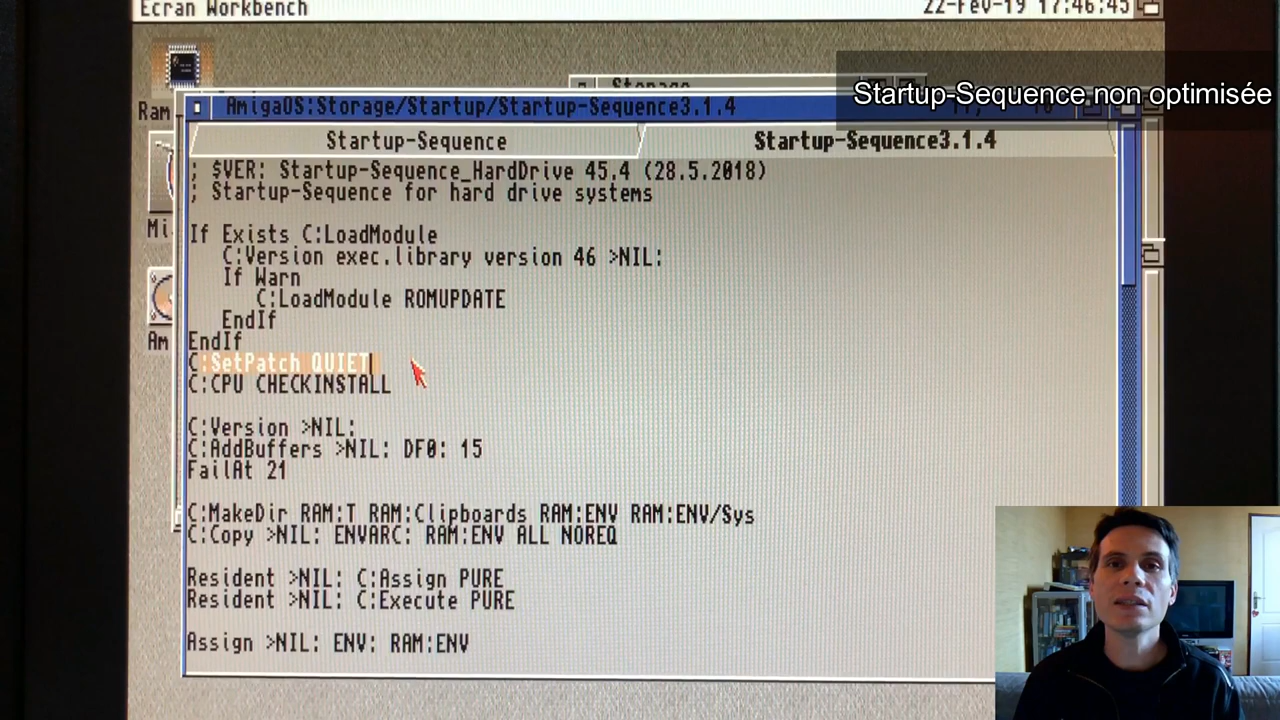 Ecran Workbench
22-Fév-19 17:46:45
Startup-Sequence non optimisée
Storage
Ram
AmigaOS:Storage/Startup/Startup-Sequence3.1.4
Startup-Sequence
Startup-Sequence3.1.4
; $VER: Startup-Sequence_HardDrive 45.4 (28.5.2018)
; Startup-Sequence for hard drive systems
Mi
If Exists C:LoadModule
C:Version exec.library version 46 >NIL:
If Warn
C:LoadModule ROMUPDATE
EndIf
Am
EndIf
C:SetPatch QUIET
C:CPU CHECKINSTALL
C:Version >NIL:
C:AddBuffers >NIL: DF0: 15
FailAt 21
C:MakeDir RAM:T RAM:Clipboards RAM:ENV RAM:ENV/Sys
C:Copy >NIL: ENVARC: RAM:ENV ALL NOREQ
Resident >NIL: C:Assign PURE
Resident >NIL: C:Execute PURE
Assign >NIL: ENV: RAM:ENV